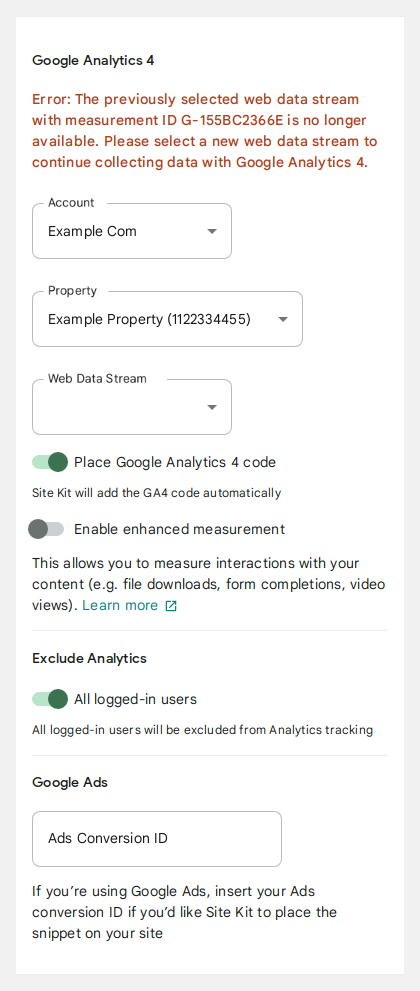 Google Analytics 4
Error: The previously selected web data stream
with measurement ID G-155BC2366E is no longer
available. Please select a new web data stream to
continue collecting data with Google Analytics 4.
Account
Example Com
Property
Example Property (1122334455)
Web Data Stream
Place Google Analytics 4 code
Site Kit will add the GA4 code automatically
Enable enhanced measurement
This allows you to measure interactions with your
content (e.g. file downloads, form completions, video
views). Learn more
Exclude Analytics
All logged-in users
All logged-in users will be excluded from Analytics tracking
Google Ads
Ads Conversion ID
If you’re using Google Ads, insert your Ads
conversion ID if you’d like Site Kit to place the
snippet on your site